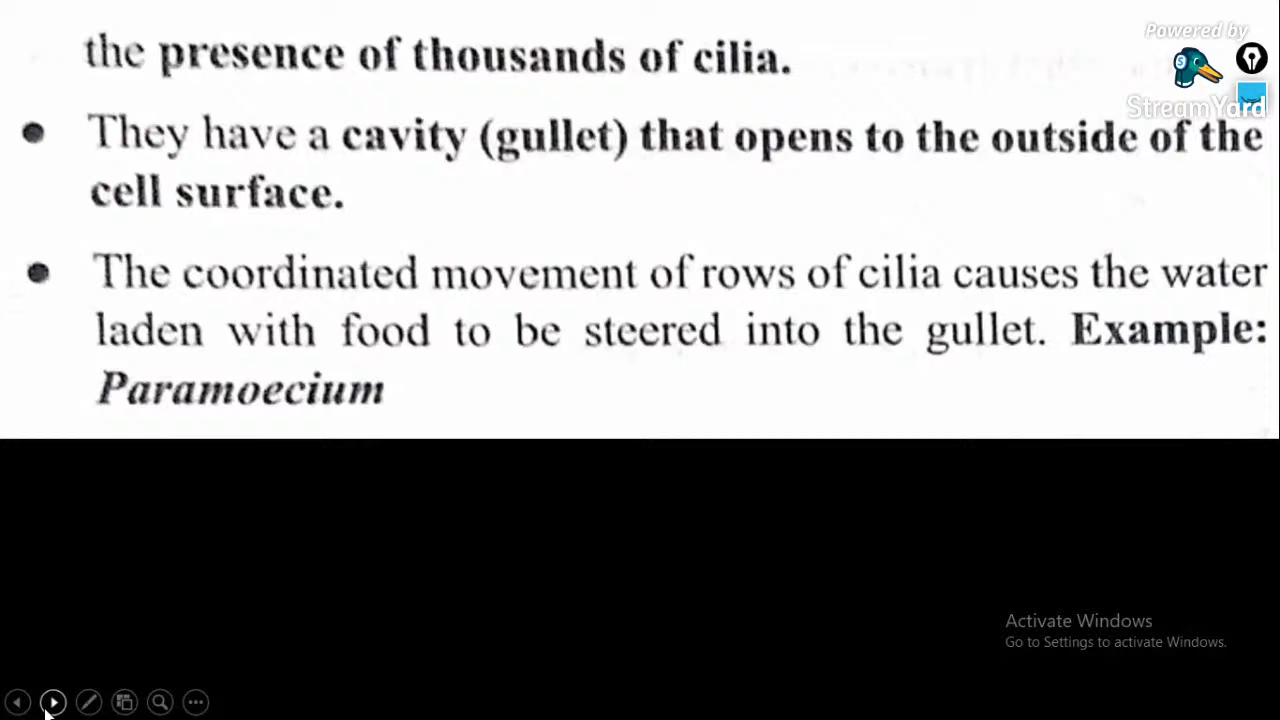 the presence of thousands of cilia.
Powered by
StreamYard
They have a cavity (gullet) that opens to the outside of the
cell surface.
The coordinated movement of rows of cilia causes the water
laden with food to be steered into the gullet. Example:
Paramoecium
Activate Windows
Go to Settings to activate Windows.